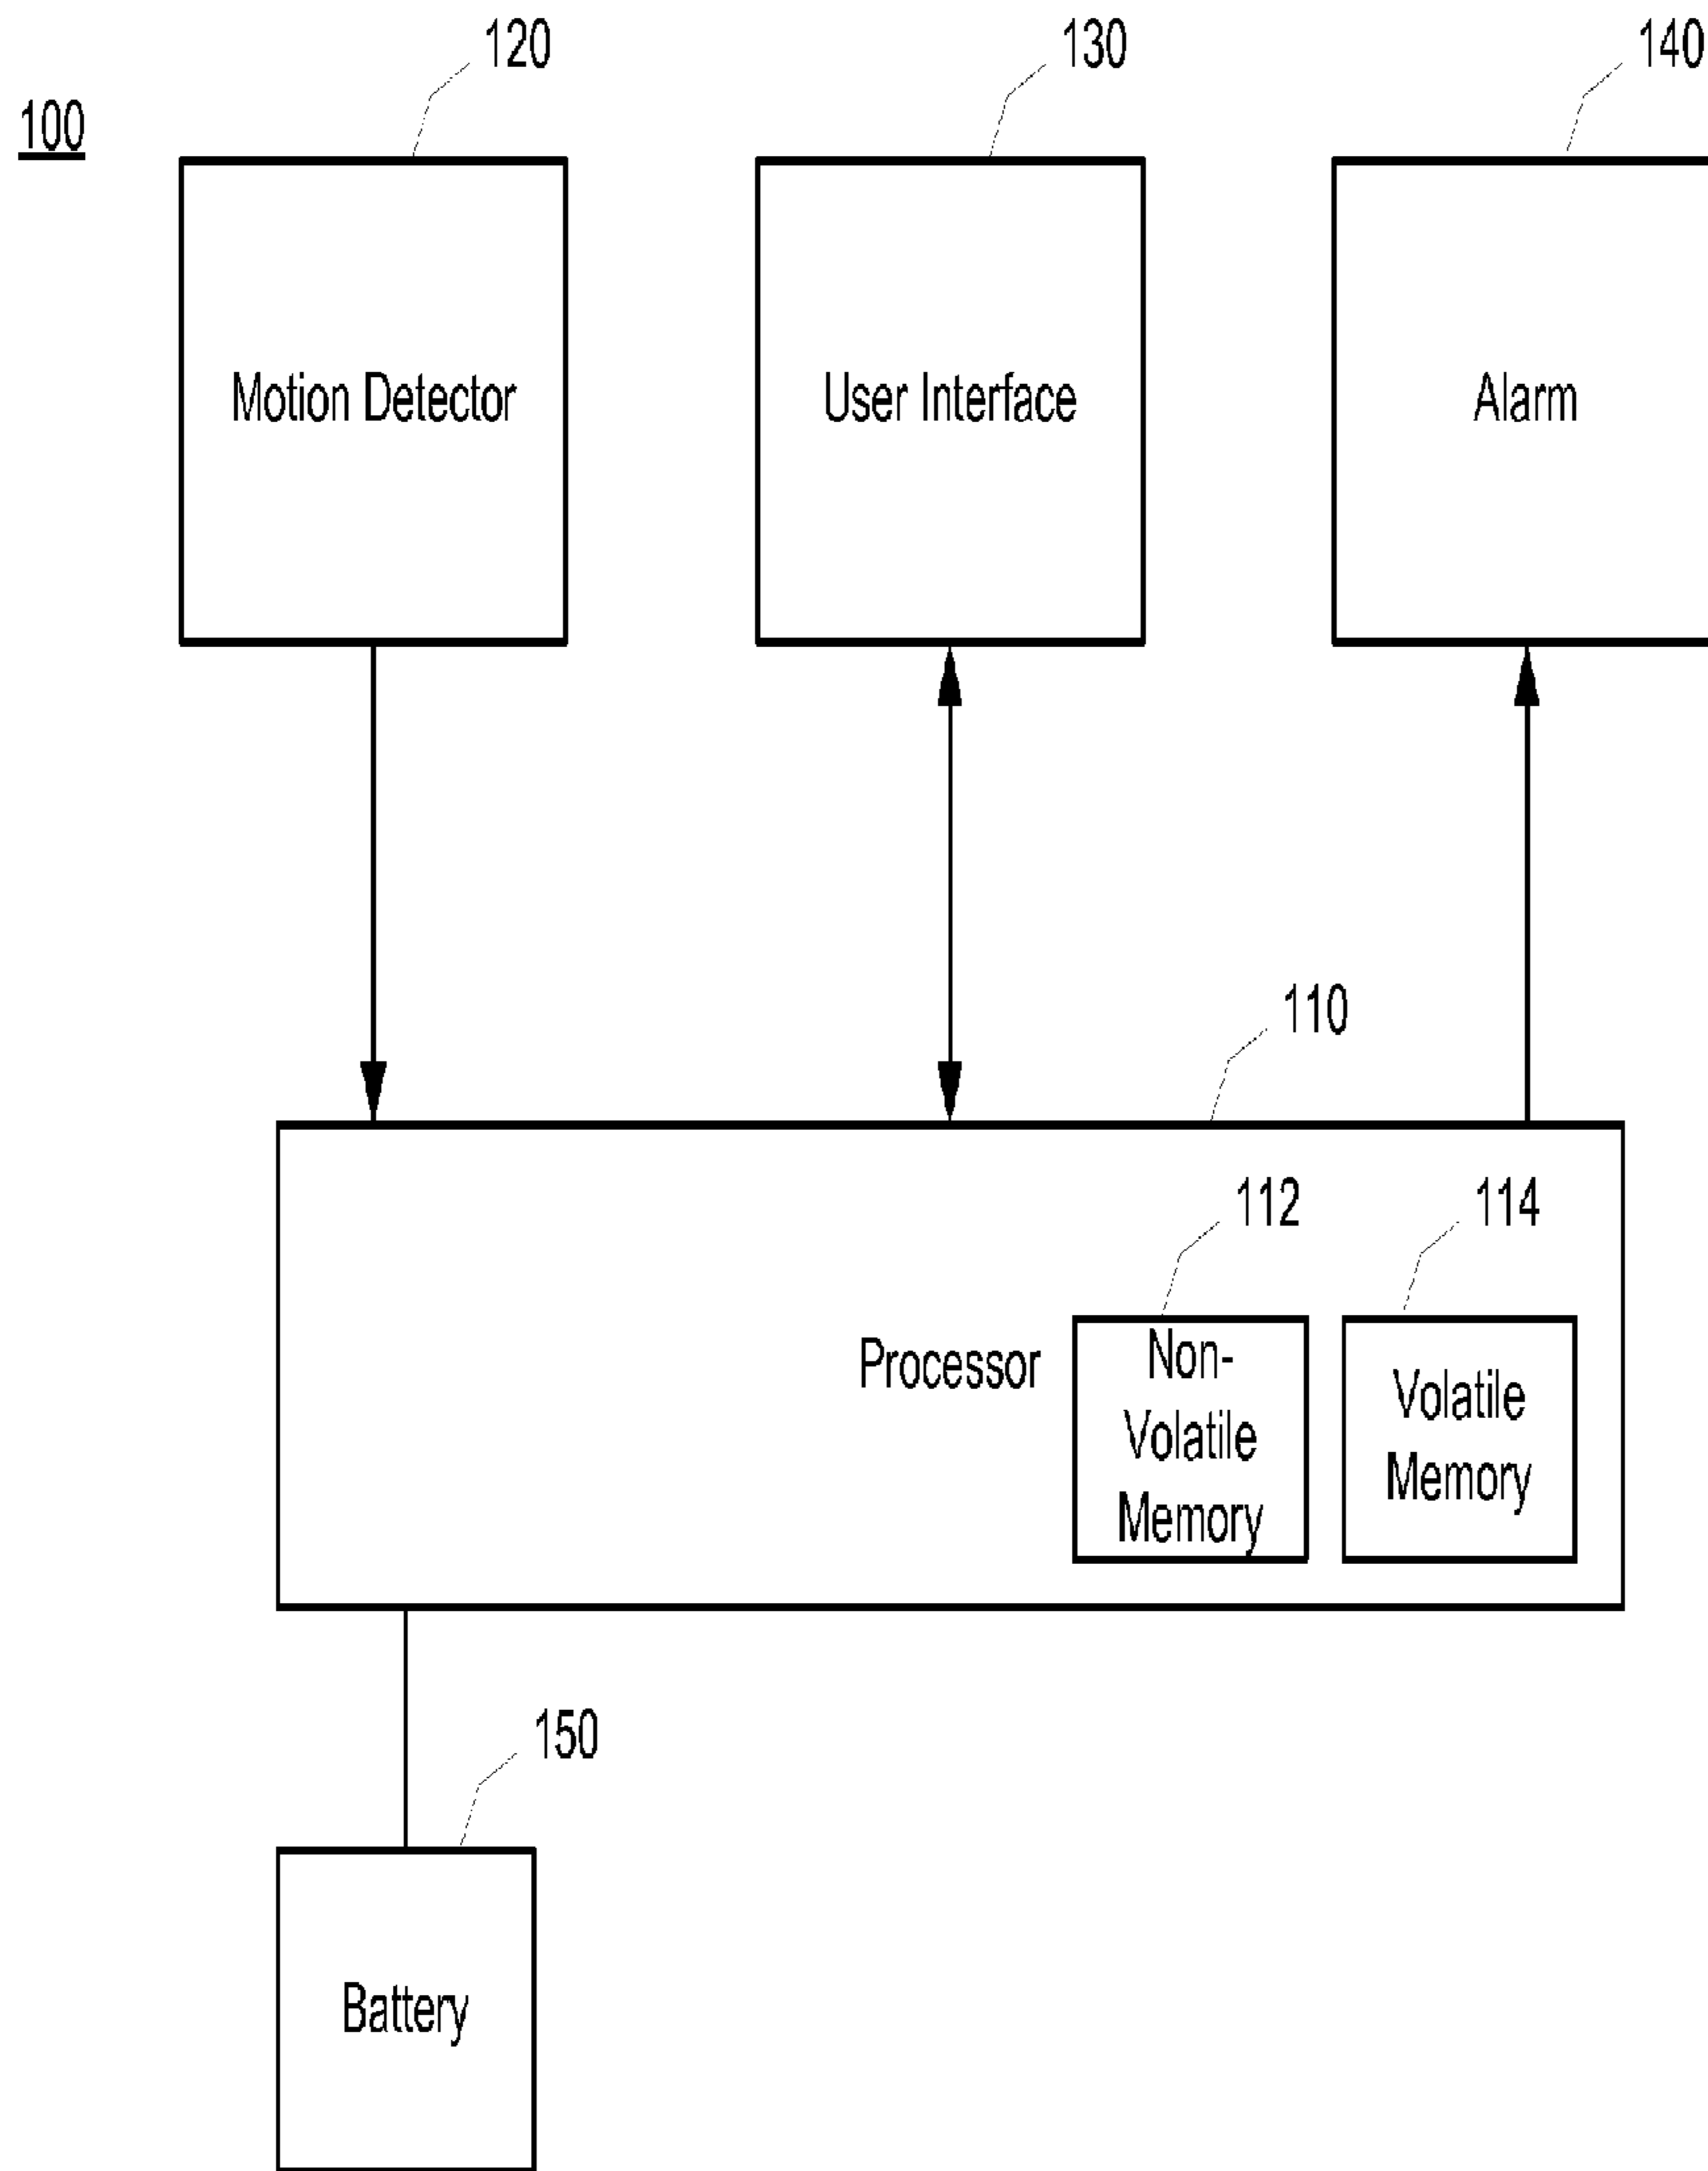 120
130
140
100
Motion Detector
User Interface
Alarm
110
112
114
Processor
Non-
Volatile
Memory
Volatile
Memory
150
Battery